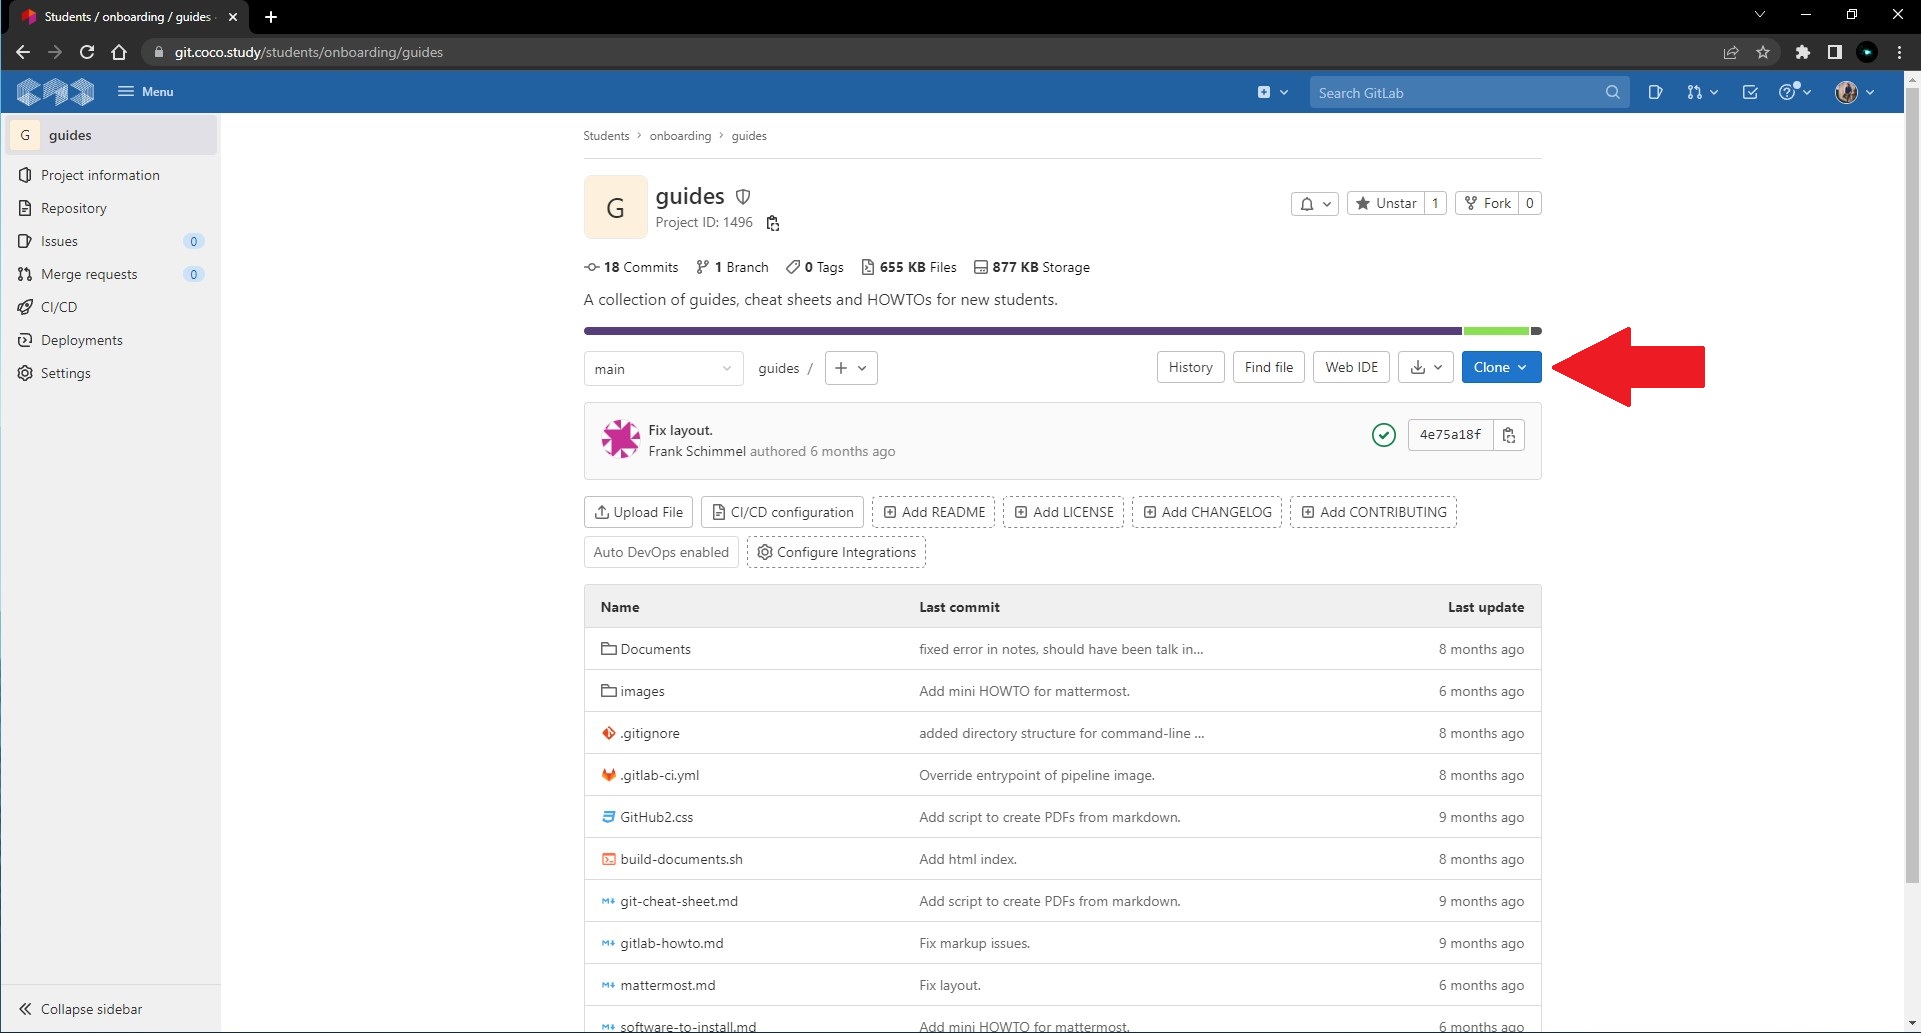 Students / onboarding / guides ·
git.coco.study/students/onboarding/guides
Menu
Search GitLab
G guides
Project information
Repository
Issues 0
Merge requests 0
CI/CD
Deployments
Settings
Collapse sidebar
Students › onboarding › guides
G
guides
Project ID: 1496
Unstar 1
Fork 0
18 Commits 1 Branch 0 Tags 655 KB Files 877 KB Storage
A collection of guides, cheat sheets and HOWTOs for new students.
main guides / + History Find file Web IDE Clone
Fix layout.
Frank Schimmel authored 6 months ago
4e75a18f
Upload File CI/CD configuration Add README Add LICENSE Add CHANGELOG Add CONTRIBUTING
Auto DevOps enabled Configure Integrations
Name Last commit Last update
Documents fixed error in notes, should have been talk in... 8 months ago
images Add mini HOWTO for mattermost. 6 months ago
.gitignore added directory structure for command-line ... 8 months ago
.gitlab-ci.yml Override entrypoint of pipeline image. 8 months ago
GitHub2.css Add script to create PDFs from markdown. 9 months ago
build-documents.sh Add html index. 8 months ago
git-cheat-sheet.md Add script to create PDFs from markdown. 9 months ago
gitlab-howto.md Fix markup issues. 9 months ago
mattermost.md Fix layout. 6 months ago
software-to-install.md Add mini HOWTO for mattermost. 6 months ago